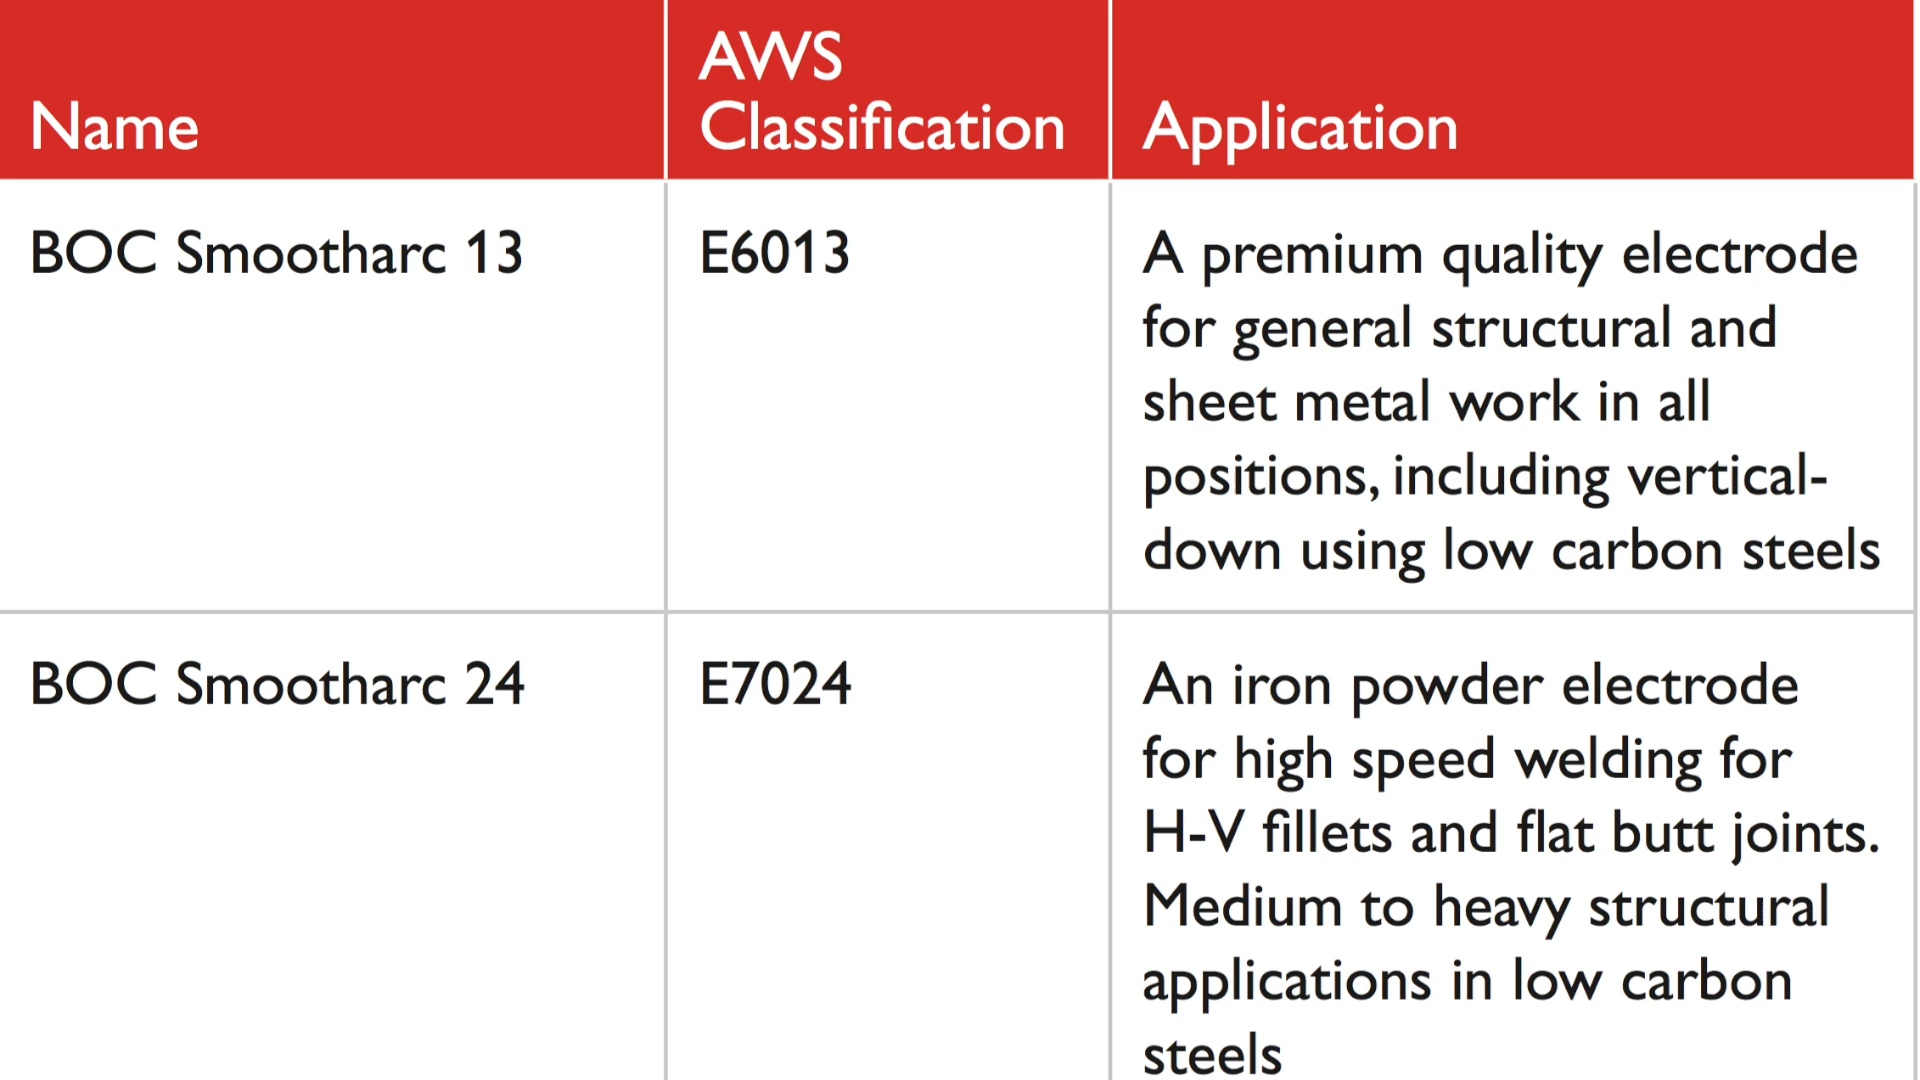 Name
AWS
Classification
Application
BOC Smootharc 13
E6013
A premium quality electrode
for general structural and
sheet metal work in all
positions, including vertical-
down using low carbon steels
BOC Smootharc 24
E7024
An iron powder electrode
for high speed welding for
H-V fillets and flat butt joints.
Medium to heavy structural
applications in low carbon
steels